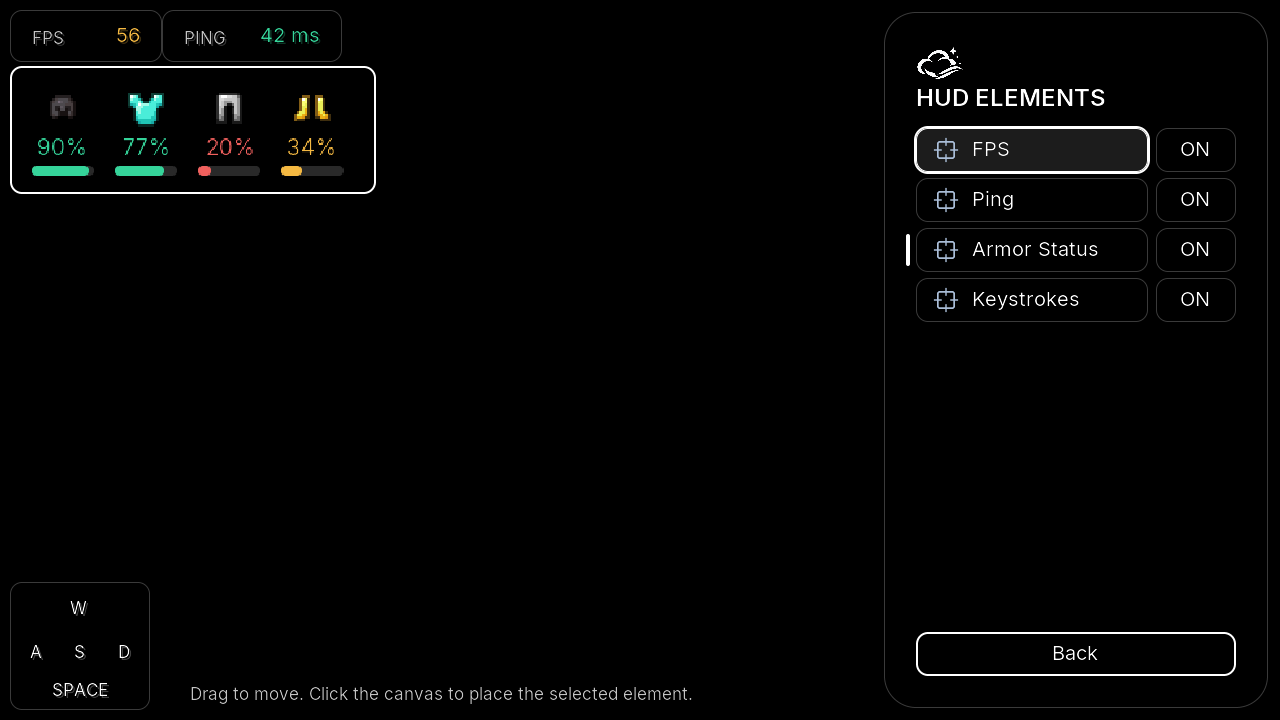 FPS 56 PING 42 ms
90% 77% 20% 34%
HUD ELEMENTS
FPS ON
Ping ON
Armor Status ON
Keystrokes ON
Back
W
A S D
SPACE
Drag to move. Click the canvas to place the selected element.